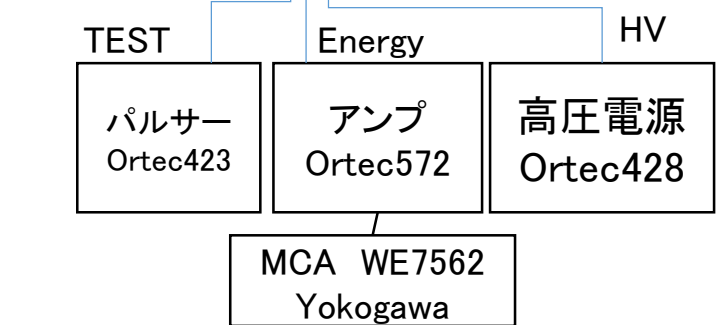 TEST
Energy
HV
パルサー
Ortec423
アンプ
Ortec572
高圧電源
Ortec428
MCA　WE7562
Yokogawa